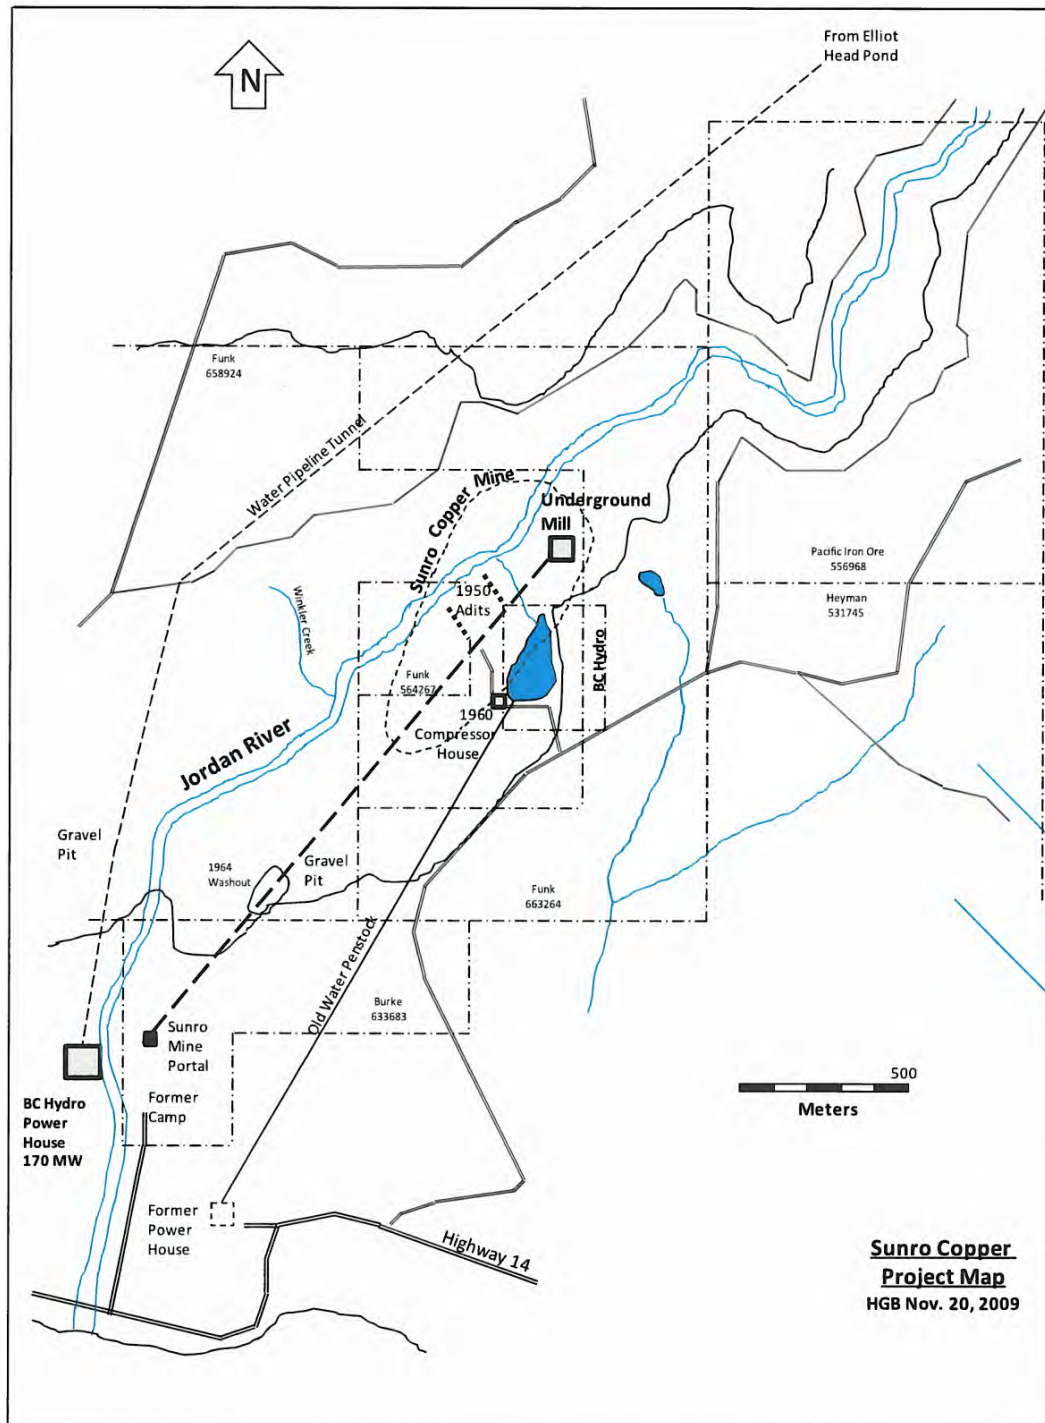 From Elliot
Head Pond
N
Funk
658924
Water Pipeline Tunnel
Sunro Copper Mine
Underground
Mill
1950
Adits
Pacific Iron Ore
556968
Heyman
531745
Winkler Creek
BC Hydro
Funk
564267
1960
Compressor
House
Jordan River
Gravel
Pit
1964
Washout
Gravel
Pit
Funk
663264
Old Water Penstock
Burke
633683
Sunro
Mine
Portal
BC Hydro
Power
House
170 MW
Former
Camp
500
Meters
Former
Power
House
Highway 14
Sunro Copper
Project Map
HGB Nov. 20, 2009